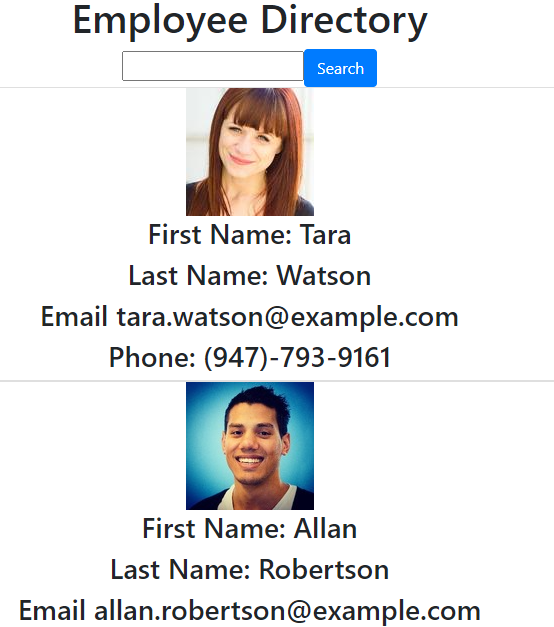 Employee Directory
Search
First Name: Tara
Last Name: Watson
Email tara.watson@example.com
Phone: (947)-793-9161
First Name: Allan
Last Name: Robertson
Email allan.robertson@example.com